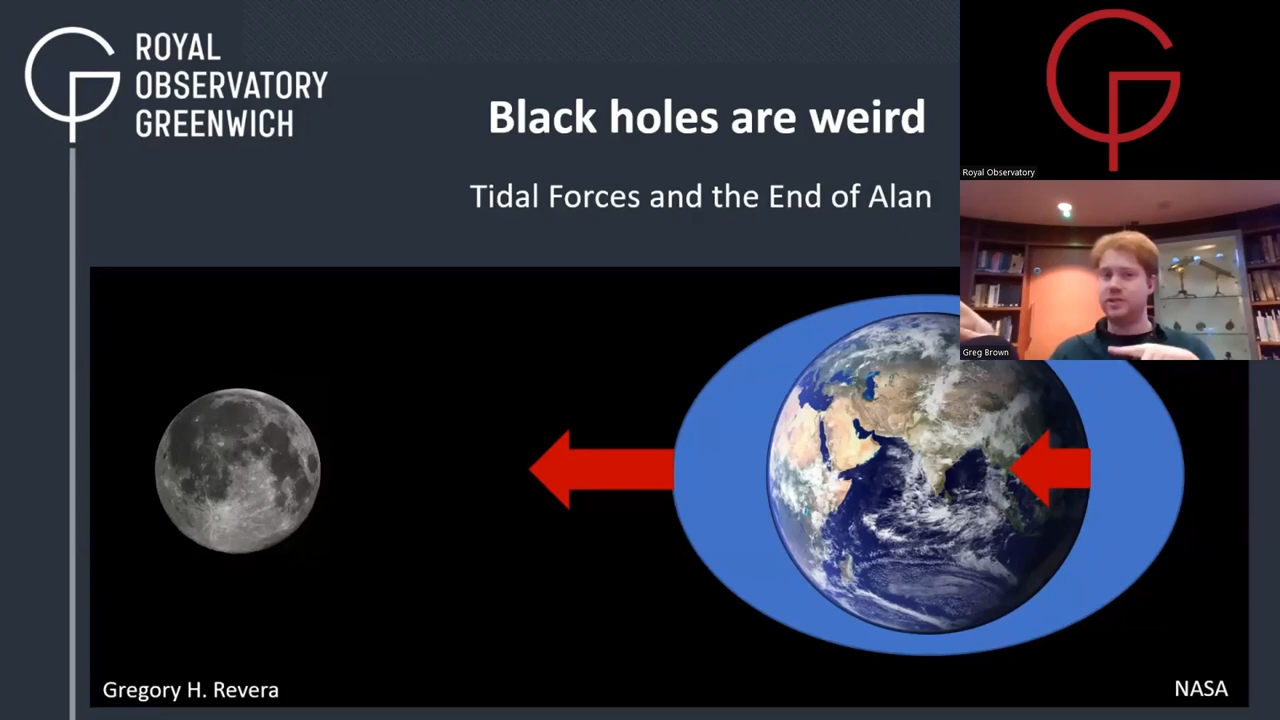 ROYAL
OBSERVATORY
GREENWICH
Black holes are weird
Tidal Forces and the End of Alan
Royal Observatory
Greg Brown
Gregory H. Revera
NASA